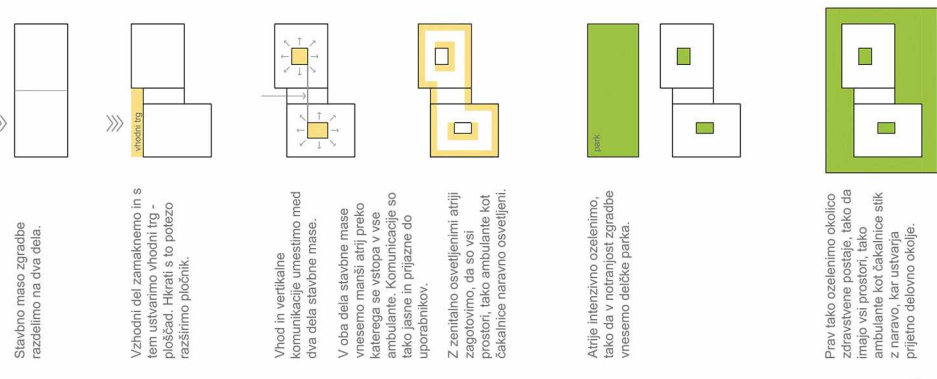 Stavbno maso zgradbe
razdelimo na dva dela.
vhodni trg
Vzhodni del zamaknemo in s
tem ustvarimo vhodni trg -
ploščad. Hkrati s to potezo
razširimo pločnik.
Vhod in vertikalne
komunikacije umestimo med
dva dela stavbne mase.
V oba dela stavbne mase
vnesemo manši atrij preko
katerega se vstopa v vse
ambulante. Komunikacije so
tako jasne in prijazne do
uporabnikov.
Z zenitalno osvetljenimi atriji
zagotovimo, da so vsi
prostori, tako ambulante kot
čakalnice naravno osvetljeni.
park
Atrije intenzivno ozelenimo,
tako da v notranjost zgradbe
vnesemo delčke parka.
Prav tako ozelenimo okolico
zdravstvene postaje, tako da
imajo vsi prostori, tako
ambulante kot čakalnice stik
z naravo, kar ustvarja
prijetno delovno okolje.